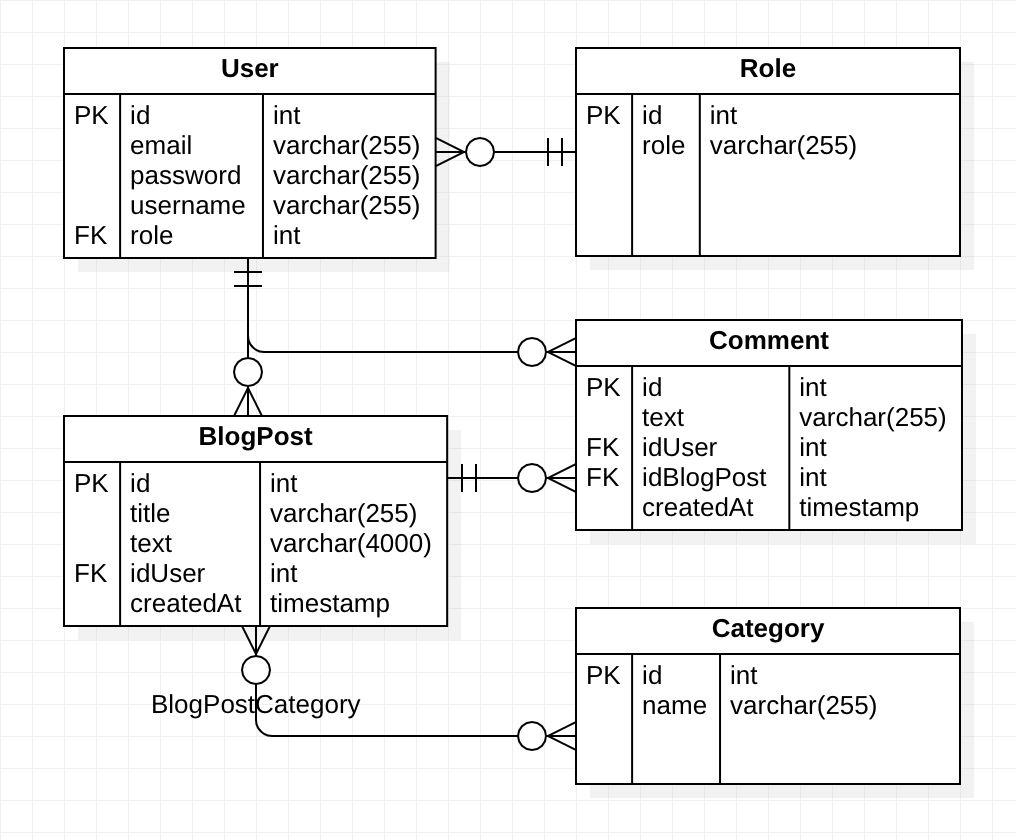 User
PK id int
email varchar(255)
password varchar(255)
username varchar(255)
FK role int
Role
PK id int
role varchar(255)
Comment
PK id int
text varchar(255)
FK idUser int
FK idBlogPost int
createdAt timestamp
BlogPost
PK id int
title varchar(255)
text varchar(4000)
FK idUser int
createdAt timestamp
BlogPostCategory
Category
PK id int
name varchar(255)